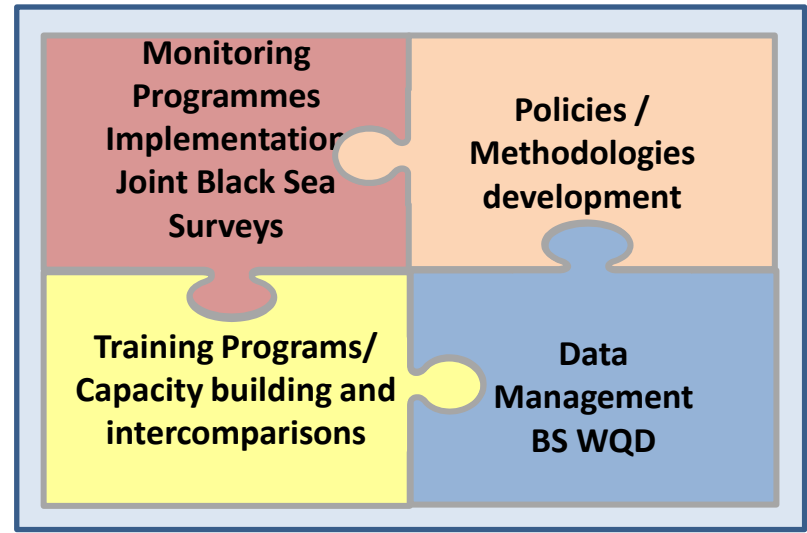 Monitoring
Programmes
Implementation
Joint Black Sea
Surveys
Policies /
Methodologies
development
Training Programs/
Capacity building and
intercomparisons
Data
Management
BS WQD